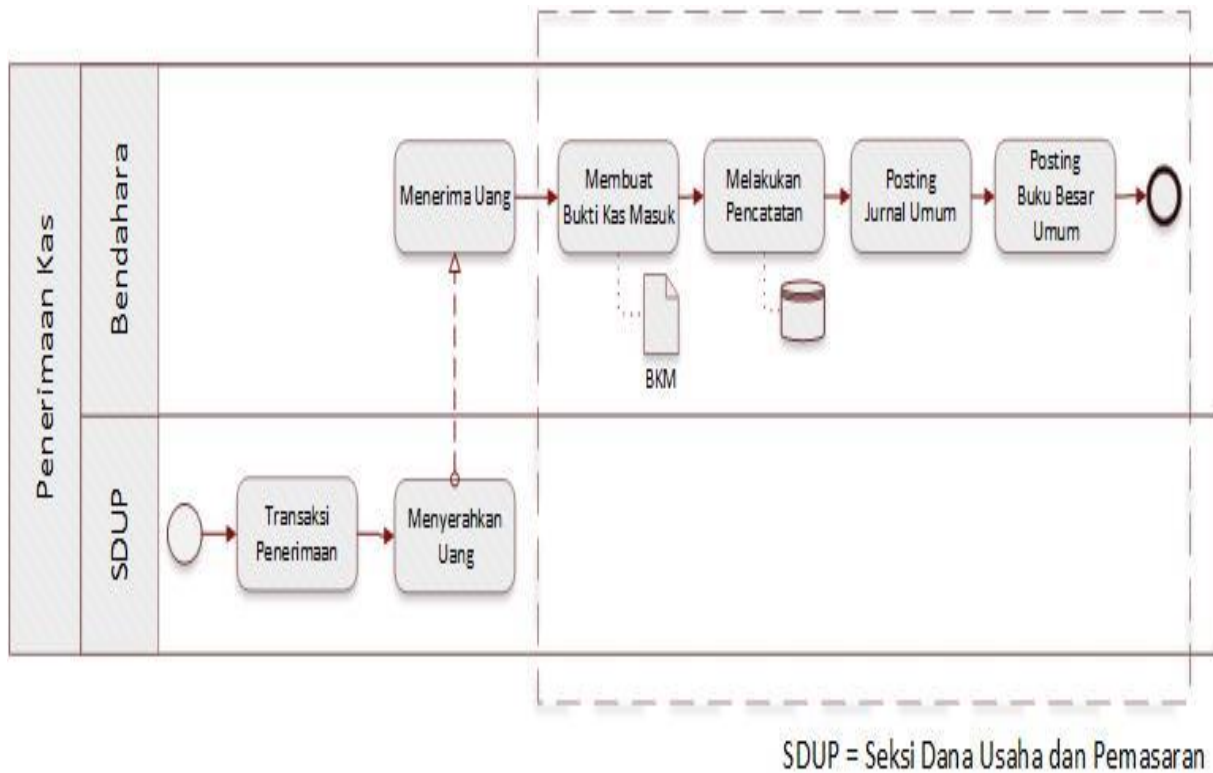 Penerimaan Kas
Bendahara
Menerima Uang
Membuat
Bukti Kas Masuk
Melakukan
Pencatatan
Posting
Jurnal Umum
Posting
Buku Besar
Umum
BKM
SDUP
Transaksi
Penerimaan
Menyerahkan
Uang
SDUP = Seksi Dana Usaha dan Pemasaran